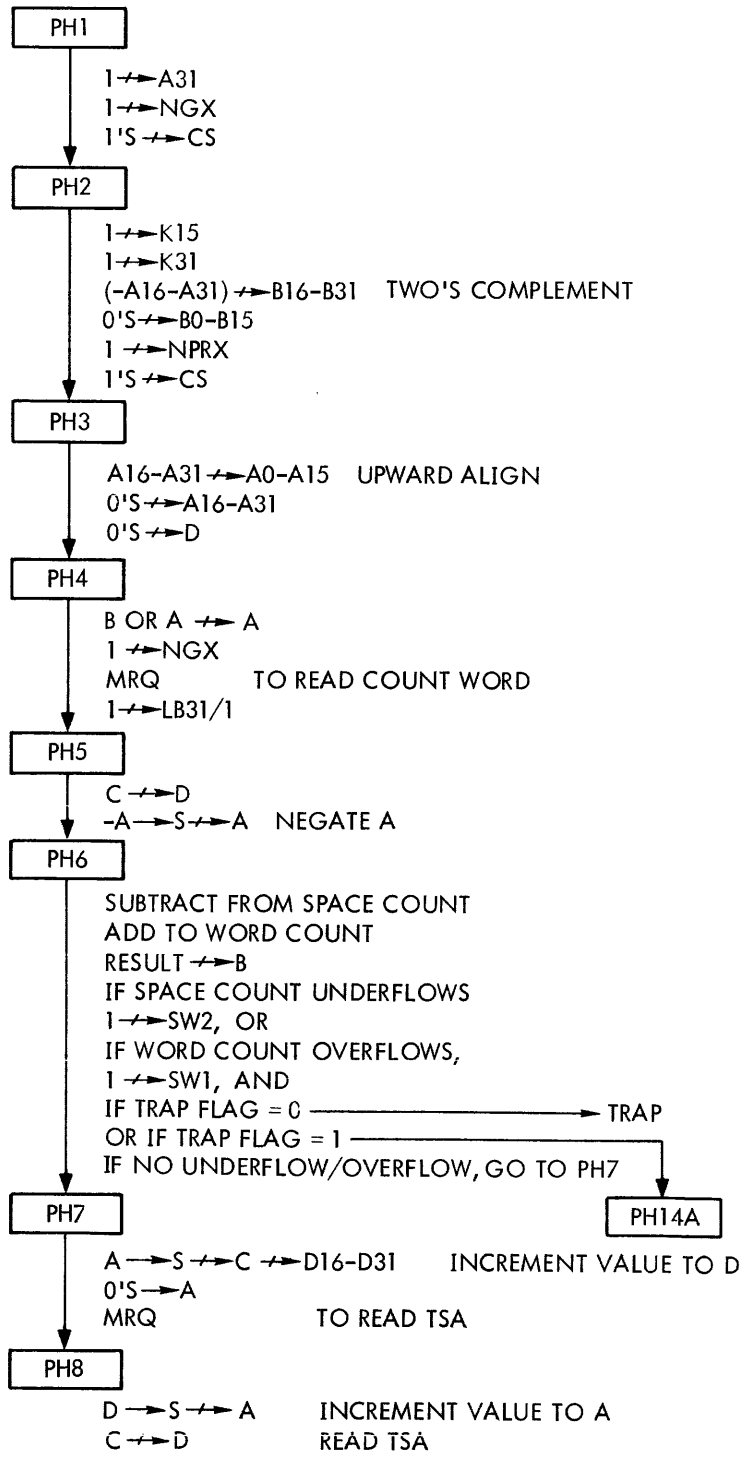 PH1
1-/->A31
1-/->NGX
1'S-/->CS
PH2
1-/->K15
1-/->K31
(-A16-A31)-/->B16-B31 TWO'S COMPLEMENT
0'S-/->B0-B15
1-/->NPRX
1'S-/->CS
PH3
A16-A31-/->A0-A15 UPWARD ALIGN
0'S-/->A16-A31
0'S-/->D
PH4
B OR A -/-> A
1-/->NGX
MRQ TO READ COUNT WORD
1-/->LB31/1
PH5
C-/->D
-A->S-/->A NEGATE A
PH6
SUBTRACT FROM SPACE COUNT
ADD TO WORD COUNT
RESULT-/->B
IF SPACE COUNT UNDERFLOWS
1-/->SW2, OR
IF WORD COUNT OVERFLOWS,
1-/->SW1, AND
IF TRAP FLAG = 0 -> TRAP
OR IF TRAP FLAG = 1
IF NO UNDERFLOW/OVERFLOW, GO TO PH7
PH7 PH14A
A->S-/->C-/->D16-D31 INCREMENT VALUE TO D
0'S->A
MRQ TO READ TSA
PH8
D->S-/->A INCREMENT VALUE TO A
C-/->D READ TSA